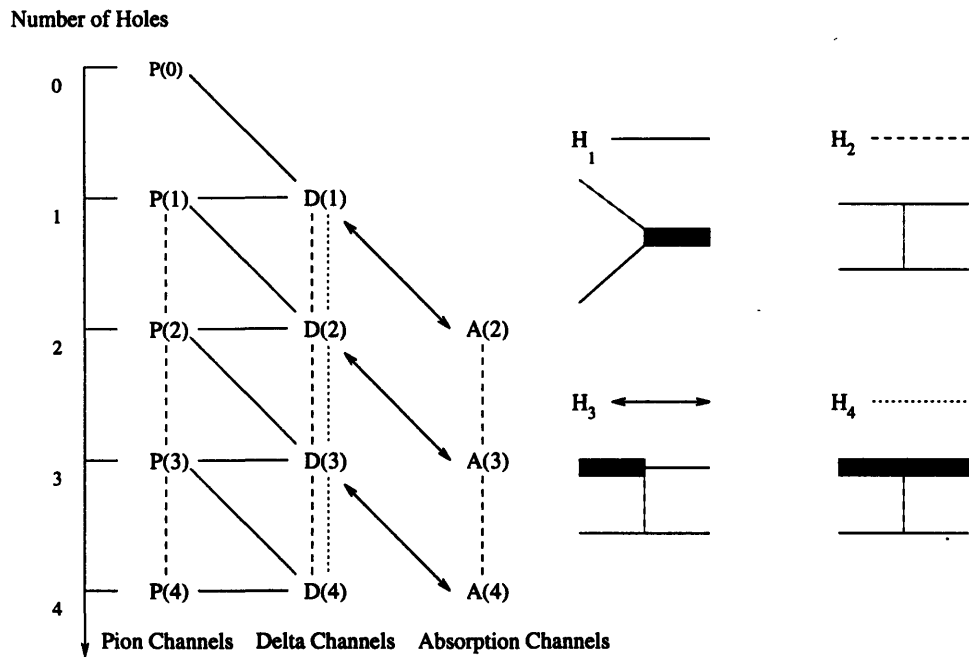 Number of Holes
0 P(0)
H1 H2
1 P(1) D(1)
2 P(2) D(2) A(2)
H3 H4
3 P(3) D(3) A(3)
4 P(4) D(4) A(4)
Pion Channels Delta Channels Absorption Channels